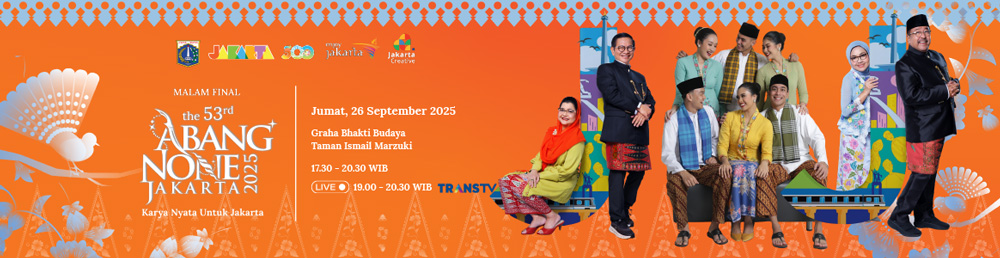 JAKARTA
500
enjoy
jakarta
Jakarta
Creative
MALAM FINAL
the 53rd
ABANG
NONE
JAKARTA
2025
Karya Nyata Untuk Jakarta
Jumat, 26 September 2025
Graha Bhakti Budaya
Taman Ismail Marzuki
17.30 - 20.30 WIB
LIVE 19.00 - 20.30 WIB TRANSTV